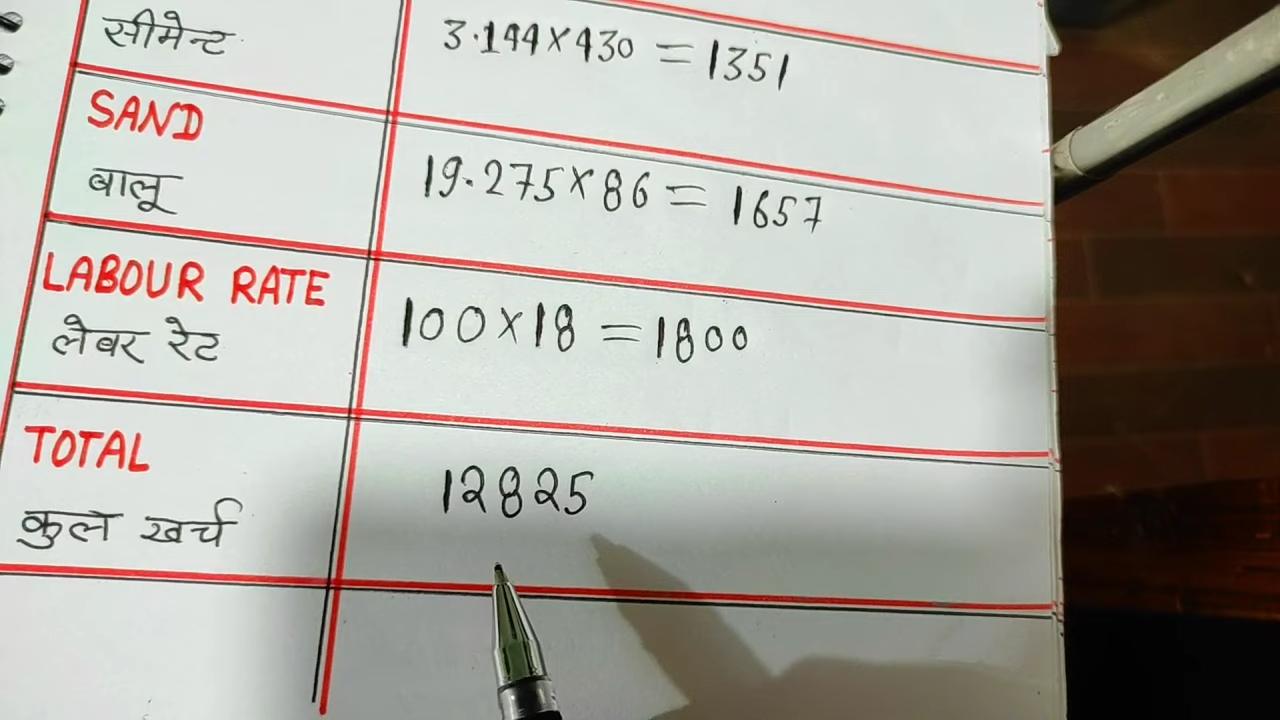 सीमेन्ट 3.144×430 = 1351
SAND
बालू 19.275×86 = 1657
LABOUR RATE
लेबर रेट 100×18 = 1800
TOTAL
कुल खर्च 12825